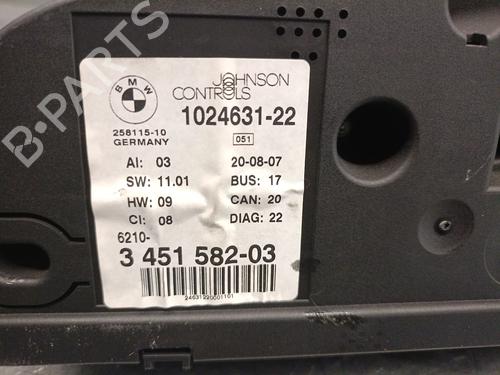 BMW
JOHNSON
CONTROLS
1024631-22
258115-10
GERMANY
051
AI: 03
20-08-07
SW: 11.01
BUS: 17
HW: 09
CAN: 20
CI: 08
DIAG: 22
6210-
3 451 582-03
B-PARTS